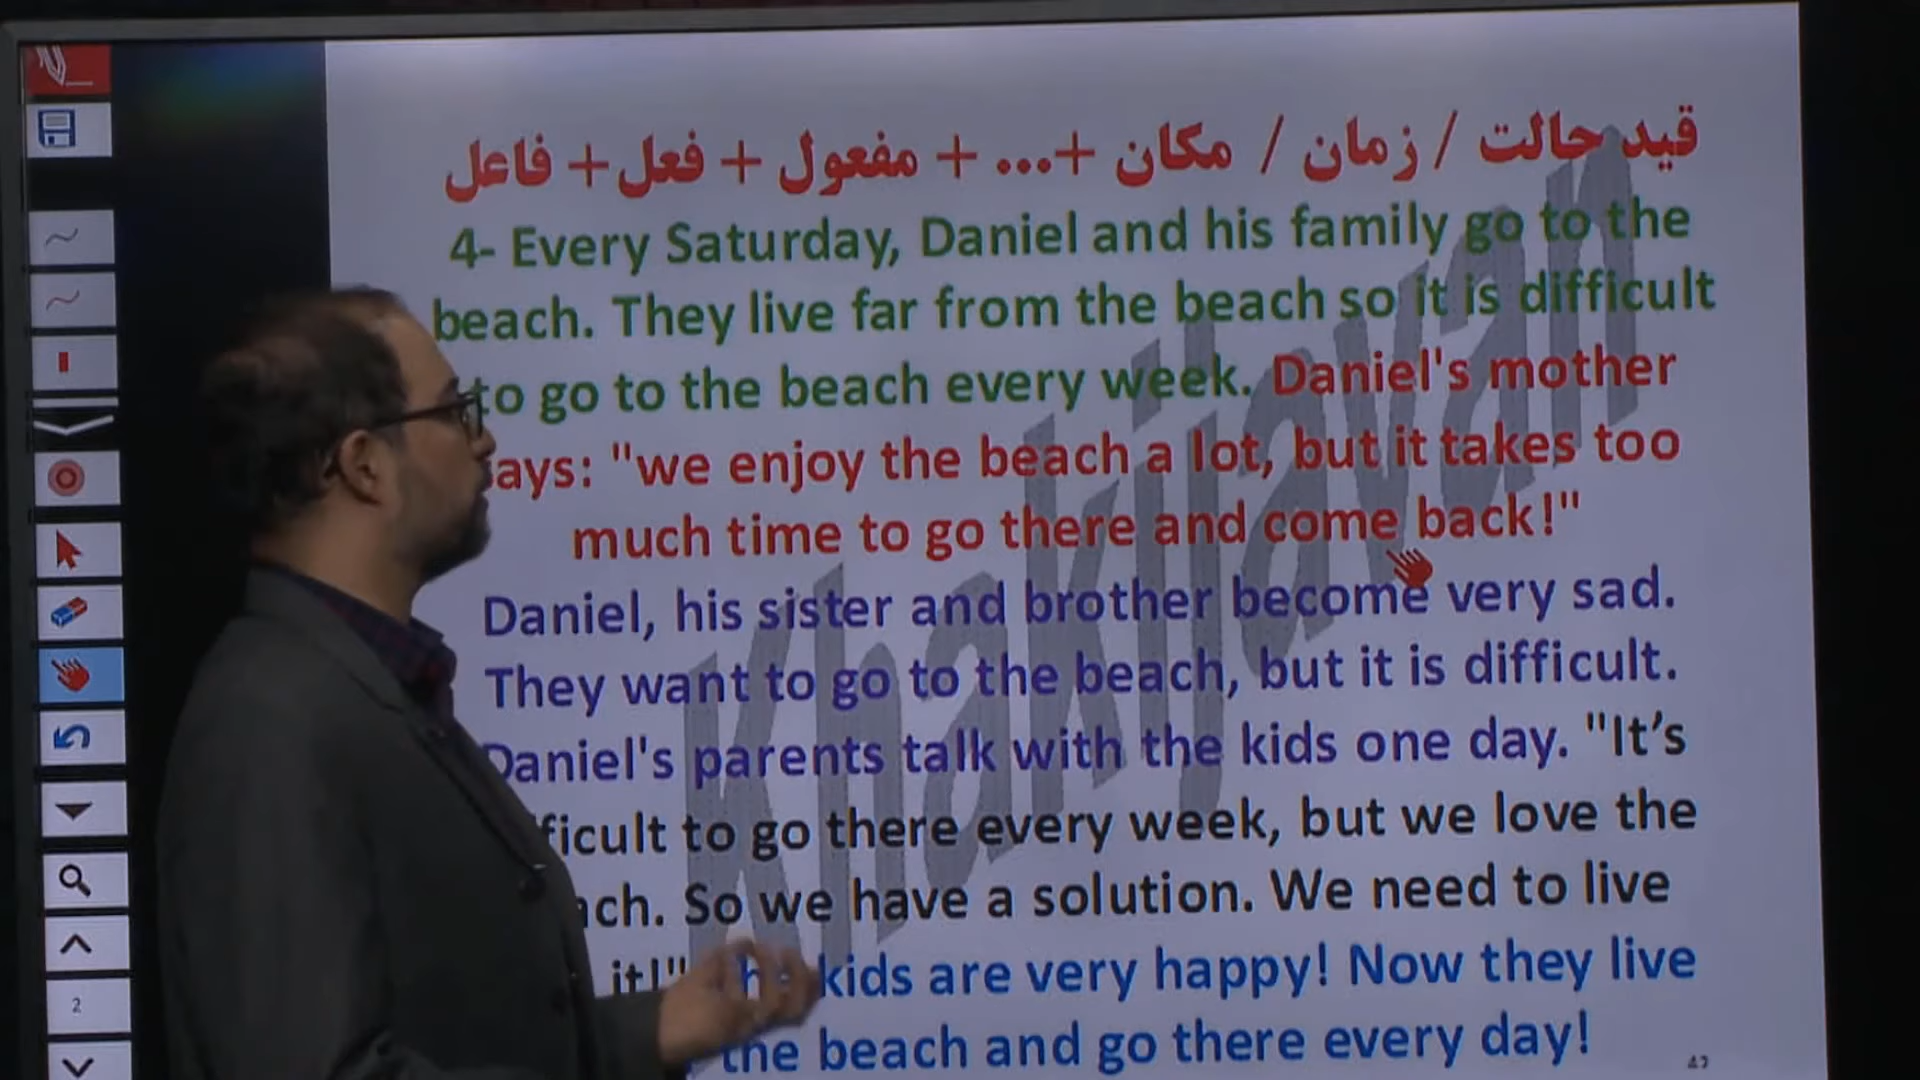 فاعل + فعل + مفعول + ...+ مکان / زمان / قید حالت
4- Every Saturday, Daniel and his family go to the
beach. They live far from the beach so it is difficult
to go to the beach every week. Daniel's mother
says: "we enjoy the beach a lot, but it takes too
much time to go there and come back!"
Daniel, his sister and brother become very sad.
They want to go to the beach, but it is difficult.
Daniel's parents talk with the kids one day. "It’s
ficult to go there every week, but we love the
ach. So we have a solution. We need to live
it!" kids are very happy! Now they live
the beach and go there every day!
Khakijavan
2